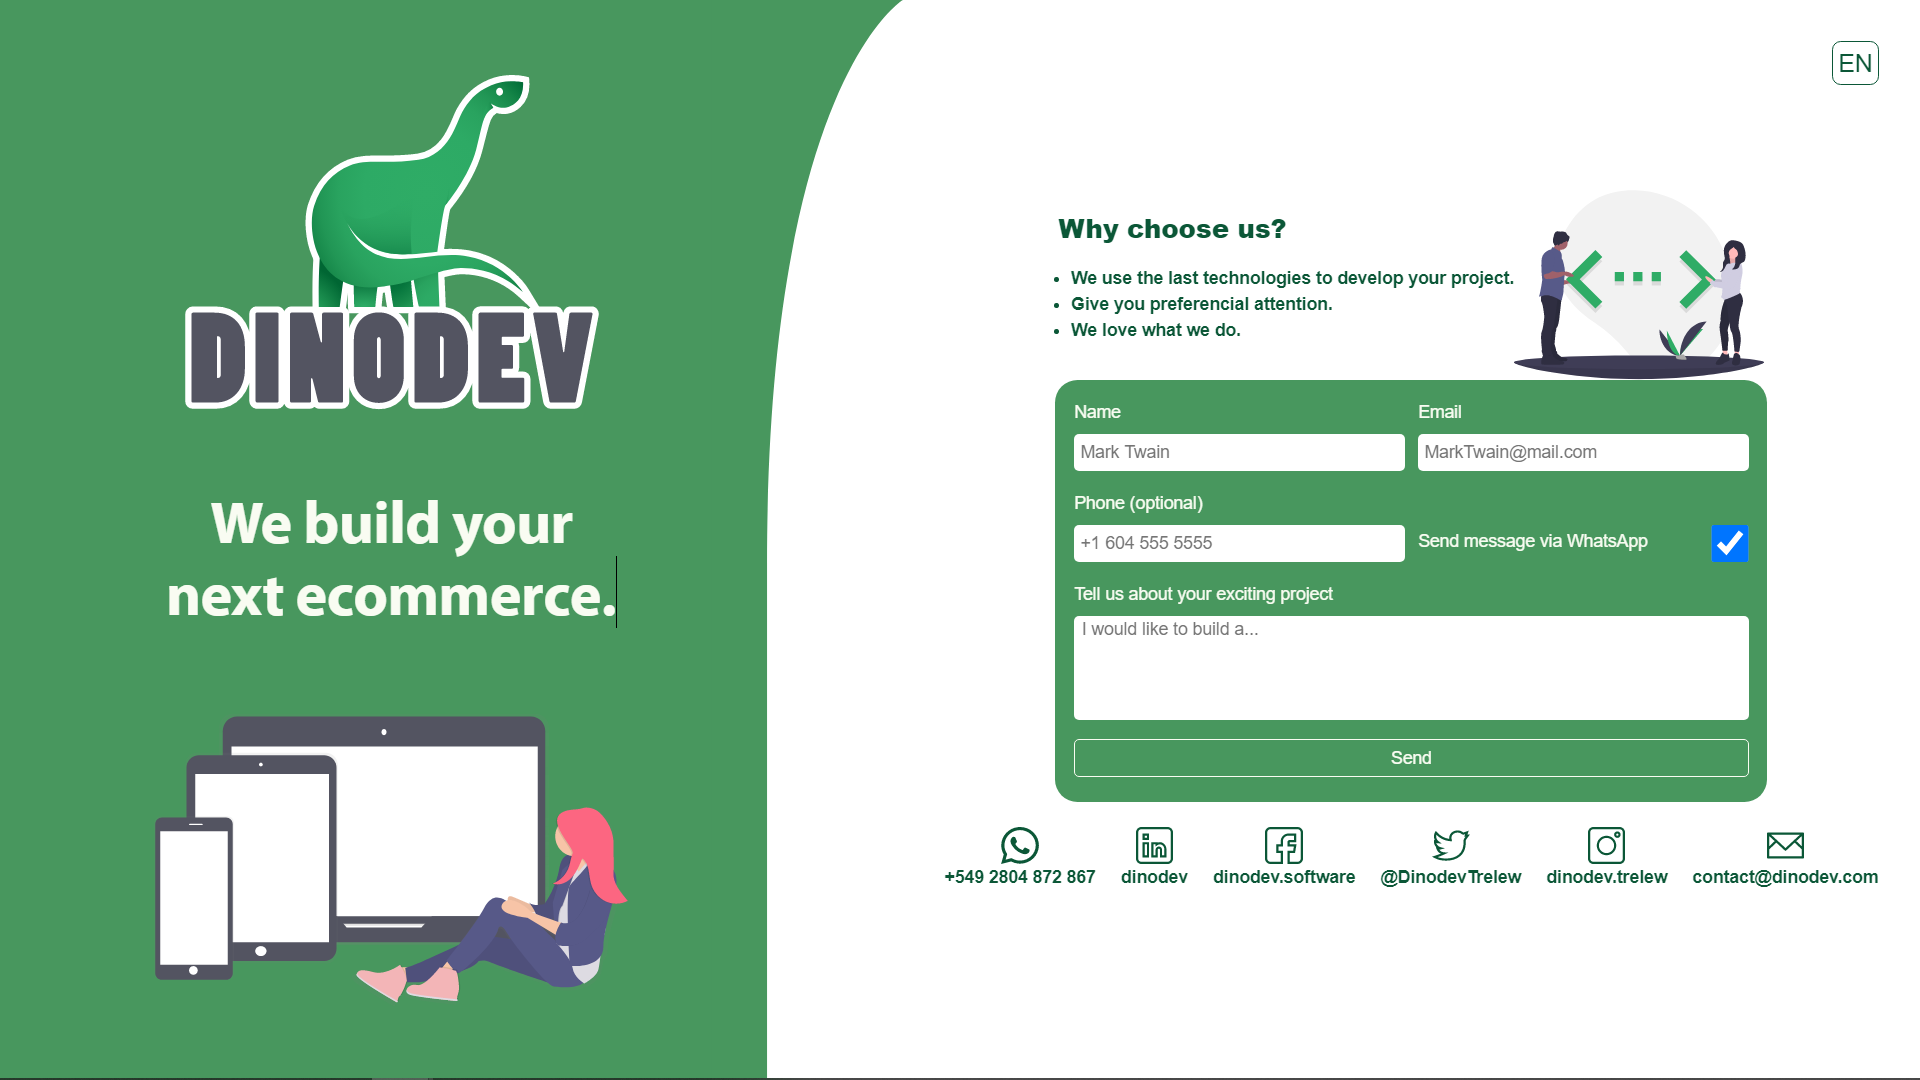 EN
DINODEV
We build your
next ecommerce.
Why choose us?
We use the last technologies to develop your project.
Give you preferencial attention.
We love what we do.
Name
Email
Mark Twain
MarkTwain@mail.com
Phone (optional)
+1 604 555 5555
Send message via WhatsApp
Tell us about your exciting project
I would like to build a...
Send
+549 2804 872 867
dinodev
dinodev.software
@DinodevTrelew
dinodev.trelew
contact@dinodev.com